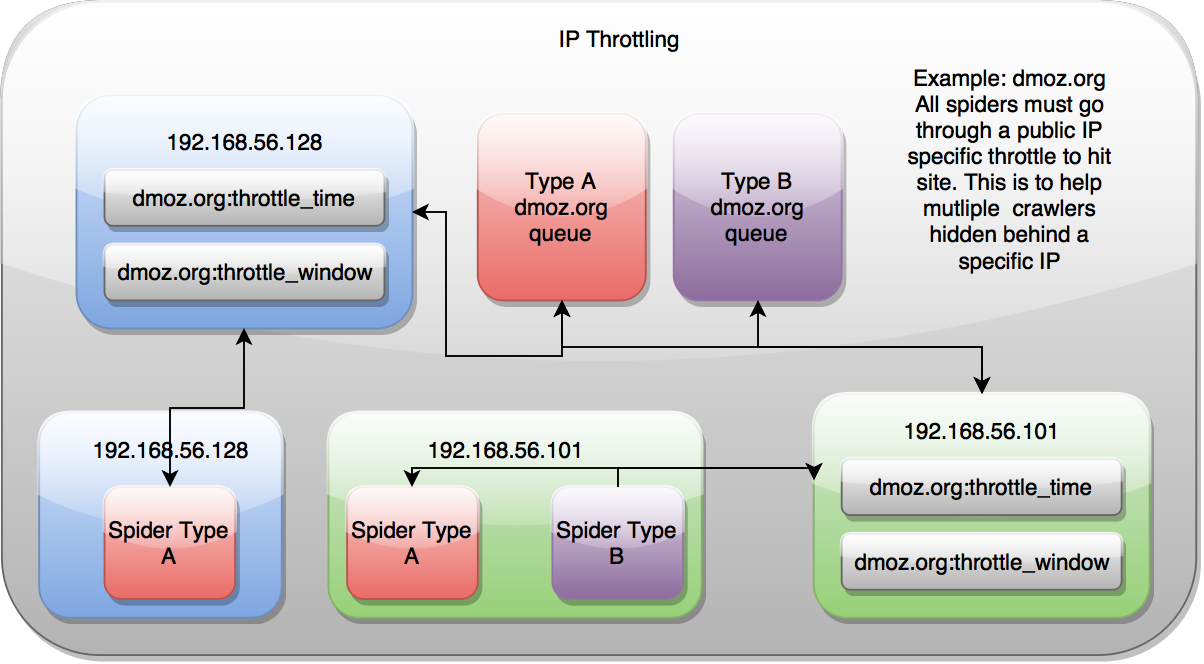 IP Throttling
Example: dmoz.org
All spiders must go
through a public IP
specific throttle to hit
site. This is to help
mutliple crawlers
hidden behind a
specific IP
192.168.56.128
dmoz.org:throttle_time
dmoz.org:throttle_window
Type A
dmoz.org
queue
Type B
dmoz.org
queue
192.168.56.128
Spider Type
A
192.168.56.101
Spider Type
A
Spider Type
B
192.168.56.101
dmoz.org:throttle_time
dmoz.org:throttle_window